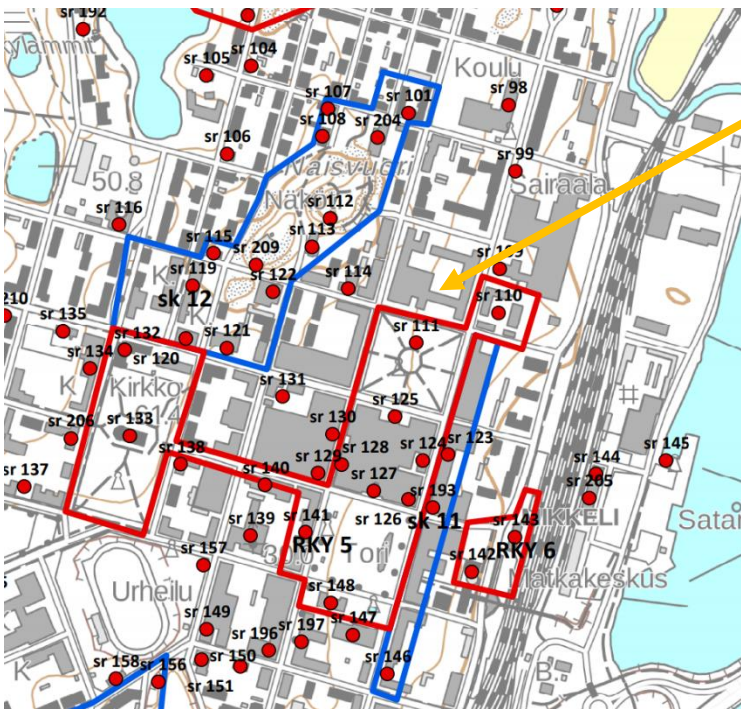 sr 192
sr 104
sr 105
Koulu
sr 107
sr 101
sr 98
sr 108
sr 204
sr 106
sr 99
Naisvuori
50.8
Sairaala
Näkö
sr 112
sr 116
sr 113
sr 115
sr 209
sr 119
K.
sr 122
sr 114
sk 12
sr 110
210
sr 135
K.
sr 111
sr 132
sr 121
sr 120
sr 134
K
Kirkko
sr 131
sr 125
sr 206
sr 133
sr 130
sr 138
sr 128
sr 124
sr 123
sr 129
sr 144
sr 145
sr 137
sr 140
sr 127
sr 205
sr 193
sr 126
sk 11
sr 139
sr 141
sr 143
IKKELI
Satar
RKY 5
Tori
RKY 6
sr 157
sr 142
Matkakeskus
Urheilu
sr 148
sr 149
sr 147
sr 196
sr 197
K
sr 158
sr 156
sr 150
sr 151
sr 146
B.